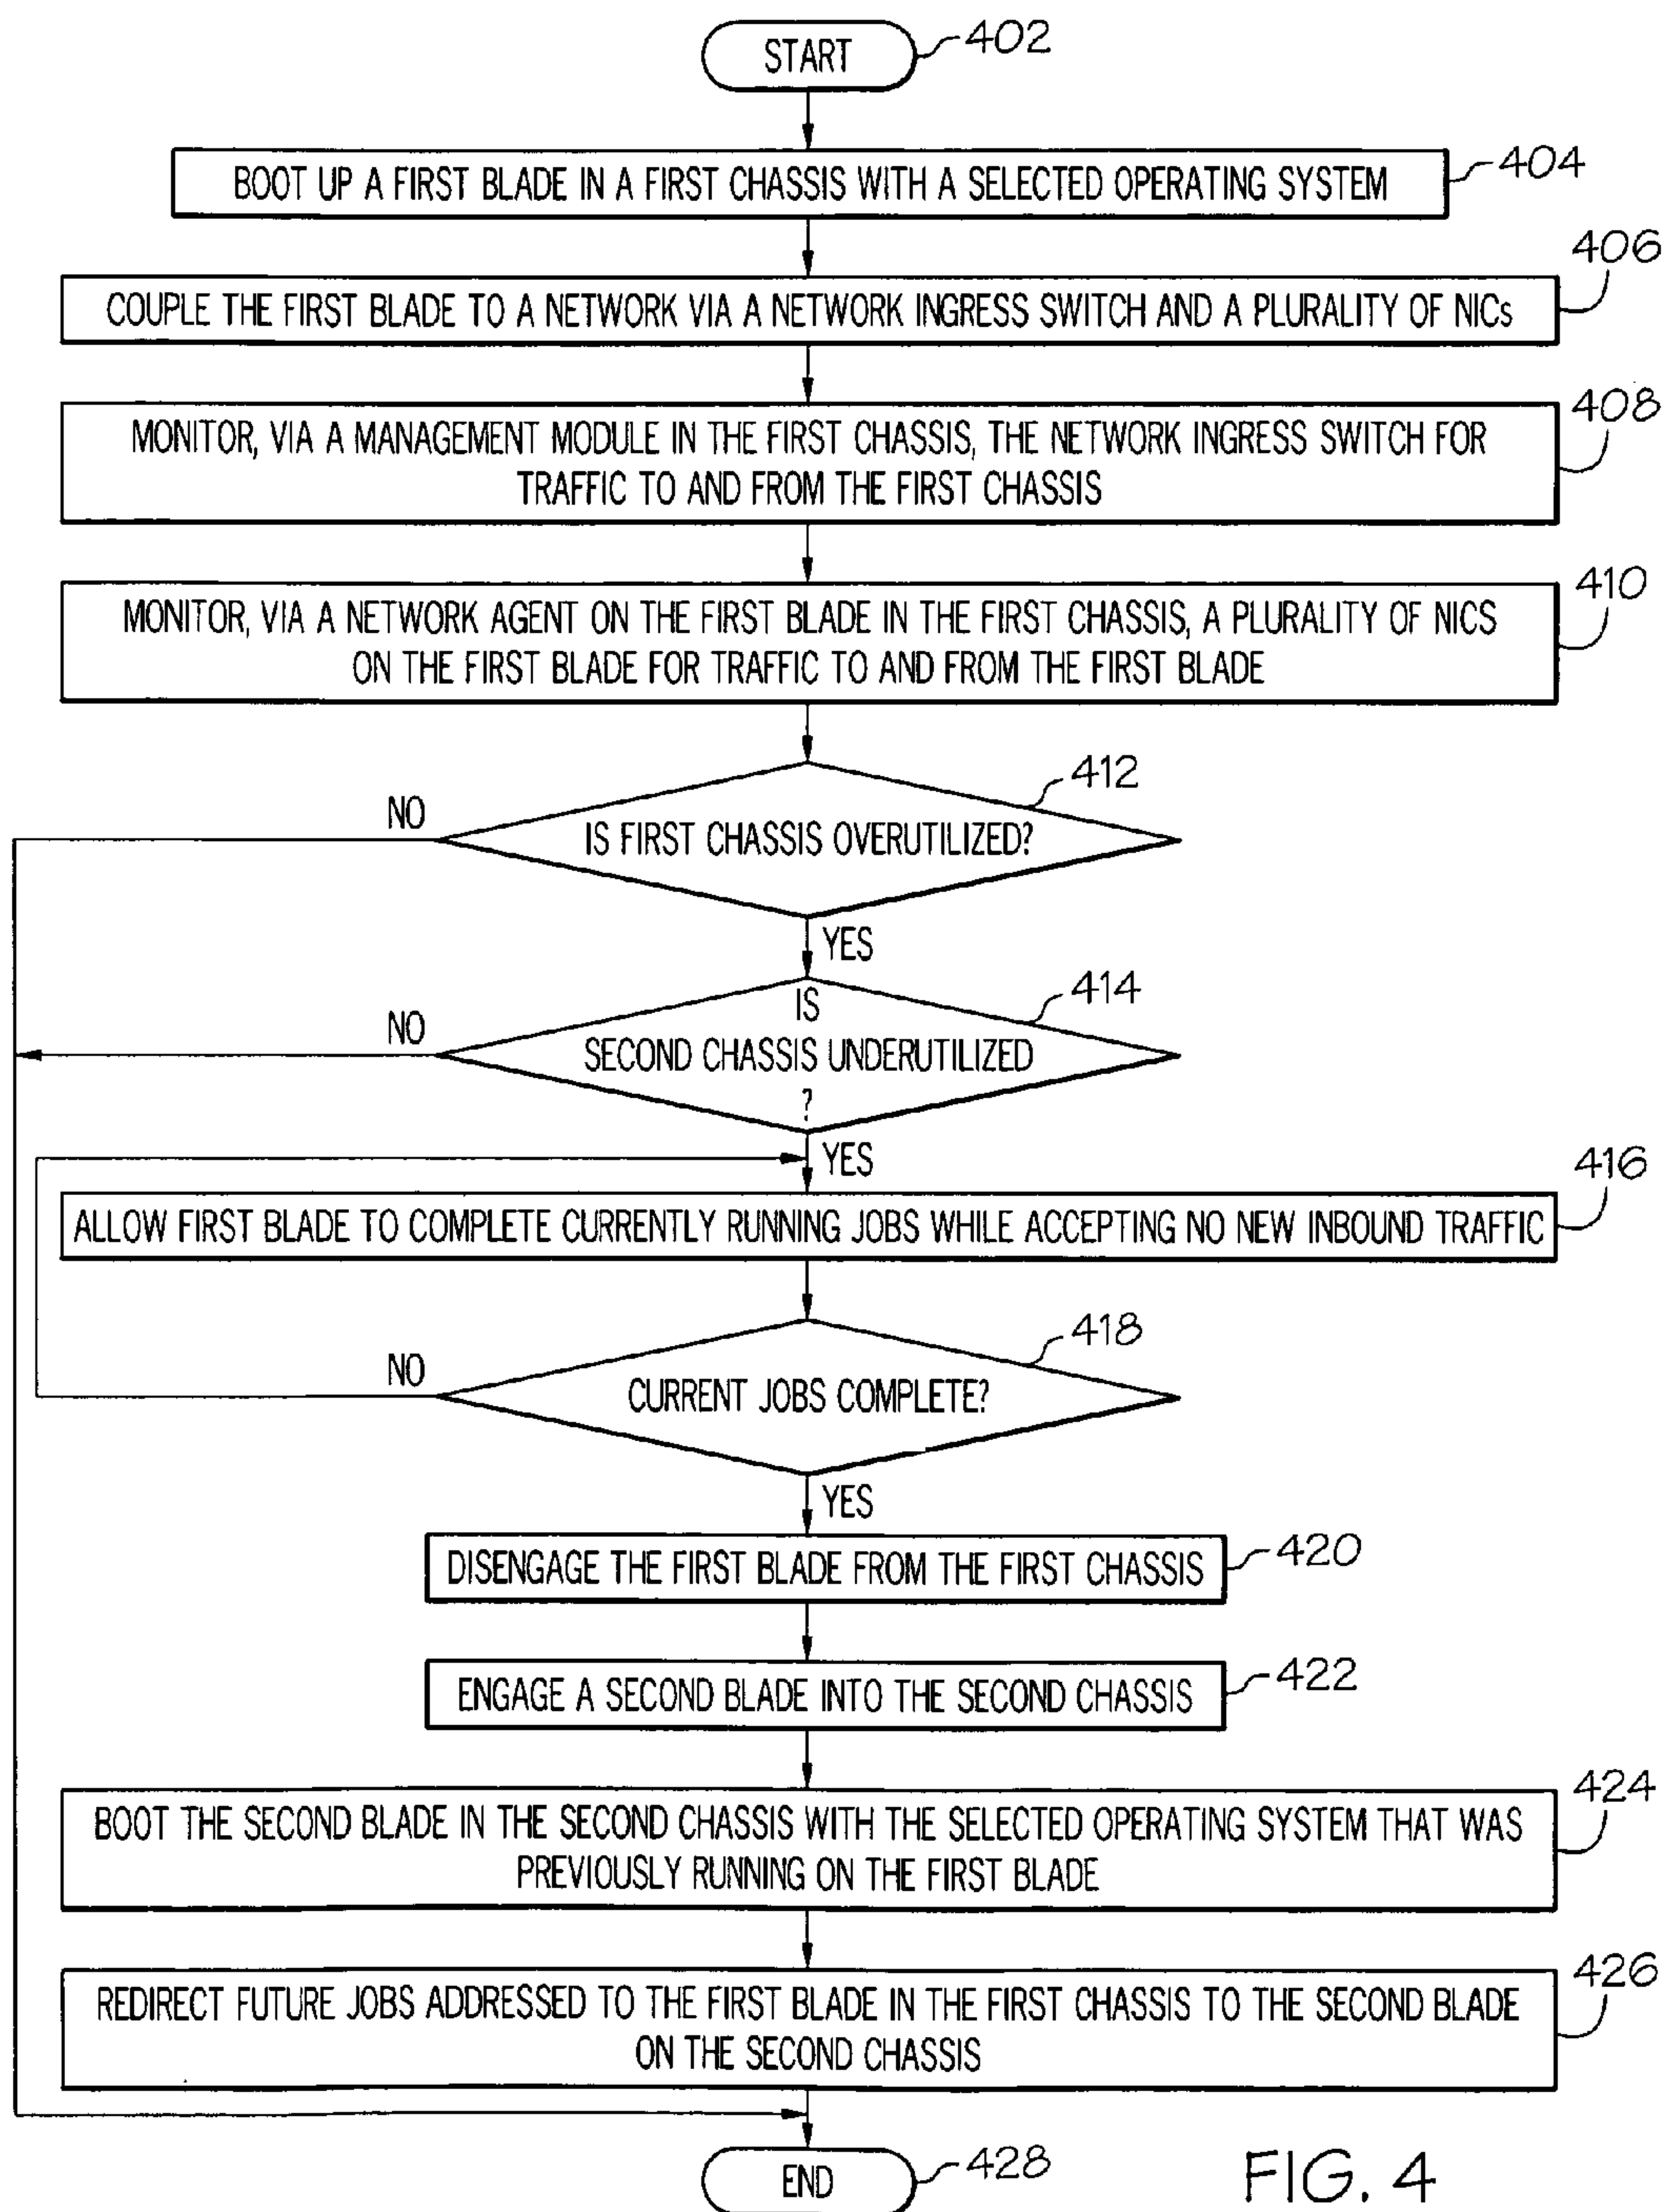 START
402
BOOT UP A FIRST BLADE IN A FIRST CHASSIS WITH A SELECTED OPERATING SYSTEM
404
406
COUPLE THE FIRST BLADE TO A NETWORK VIA A NETWORK INGRESS SWITCH AND A PLURALITY OF NICs
408
MONITOR, VIA A MANAGEMENT MODULE IN THE FIRST CHASSIS, THE NETWORK INGRESS SWITCH FOR
TRAFFIC TO AND FROM THE FIRST CHASSIS
410
MONITOR, VIA A NETWORK AGENT ON THE FIRST BLADE IN THE FIRST CHASSIS, A PLURALITY OF NICS
ON THE FIRST BLADE FOR TRAFFIC TO AND FROM THE FIRST BLADE
412
NO
IS FIRST CHASSIS OVERUTILIZED?
YES
414
NO
IS
SECOND CHASSIS UNDERUTILIZED
?
YES
416
ALLOW FIRST BLADE TO COMPLETE CURRENTLY RUNNING JOBS WHILE ACCEPTING NO NEW INBOUND TRAFFIC
418
NO
CURRENT JOBS COMPLETE?
YES
DISENGAGE THE FIRST BLADE FROM THE FIRST CHASSIS
420
ENGAGE A SECOND BLADE INTO THE SECOND CHASSIS
422
424
BOOT THE SECOND BLADE IN THE SECOND CHASSIS WITH THE SELECTED OPERATING SYSTEM THAT WAS
PREVIOUSLY RUNNING ON THE FIRST BLADE
426
REDIRECT FUTURE JOBS ADDRESSED TO THE FIRST BLADE IN THE FIRST CHASSIS TO THE SECOND BLADE
ON THE SECOND CHASSIS
END
428
FIG. 4